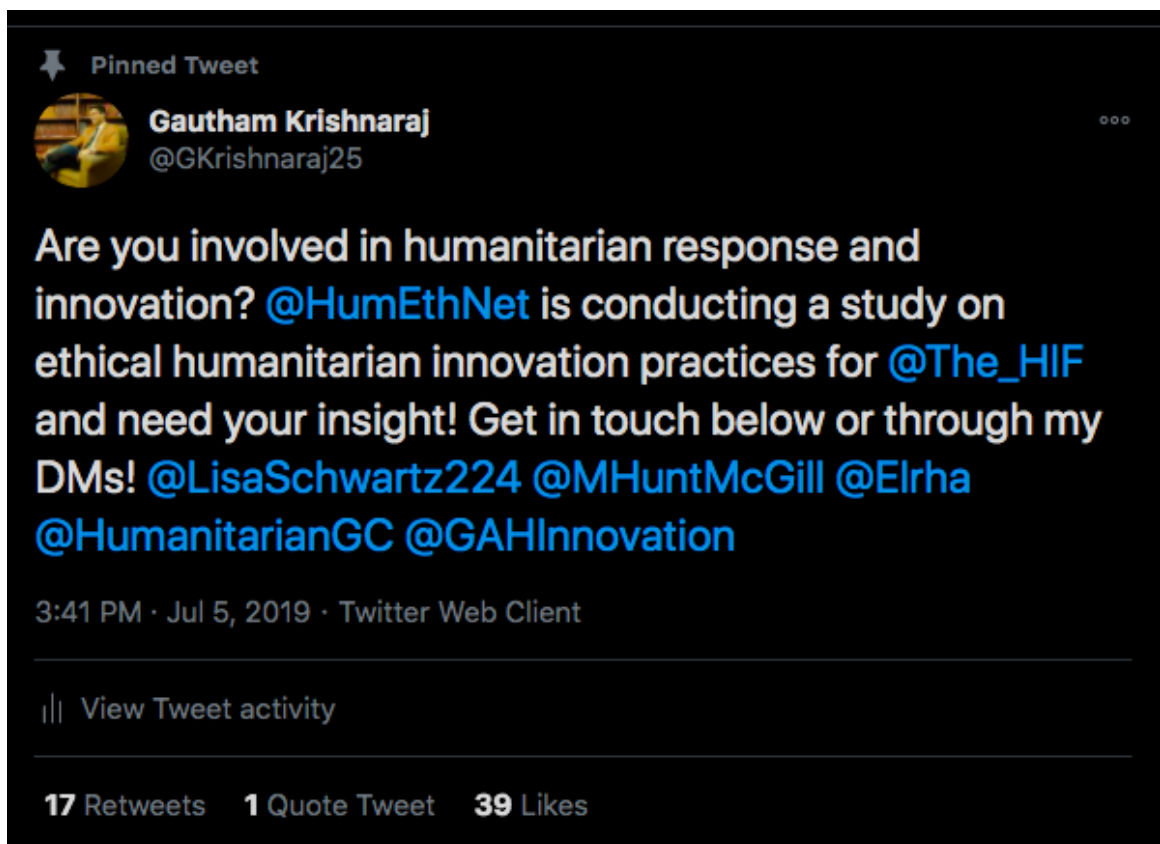 Pinned Tweet
Gautham Krishnaraj
@GKrishnaraj25
Are you involved in humanitarian response and
innovation? @HumEthNet is conducting a study on
ethical humanitarian innovation practices for @The_HIF
and need your insight! Get in touch below or through my
DMs! @LisaSchwartz224 @MHuntMcGill @Elrha
@HumanitarianGC @GAHInnovation
3:41 PM · Jul 5, 2019 · Twitter Web Client
View Tweet activity
17 Retweets 1 Quote Tweet 39 Likes